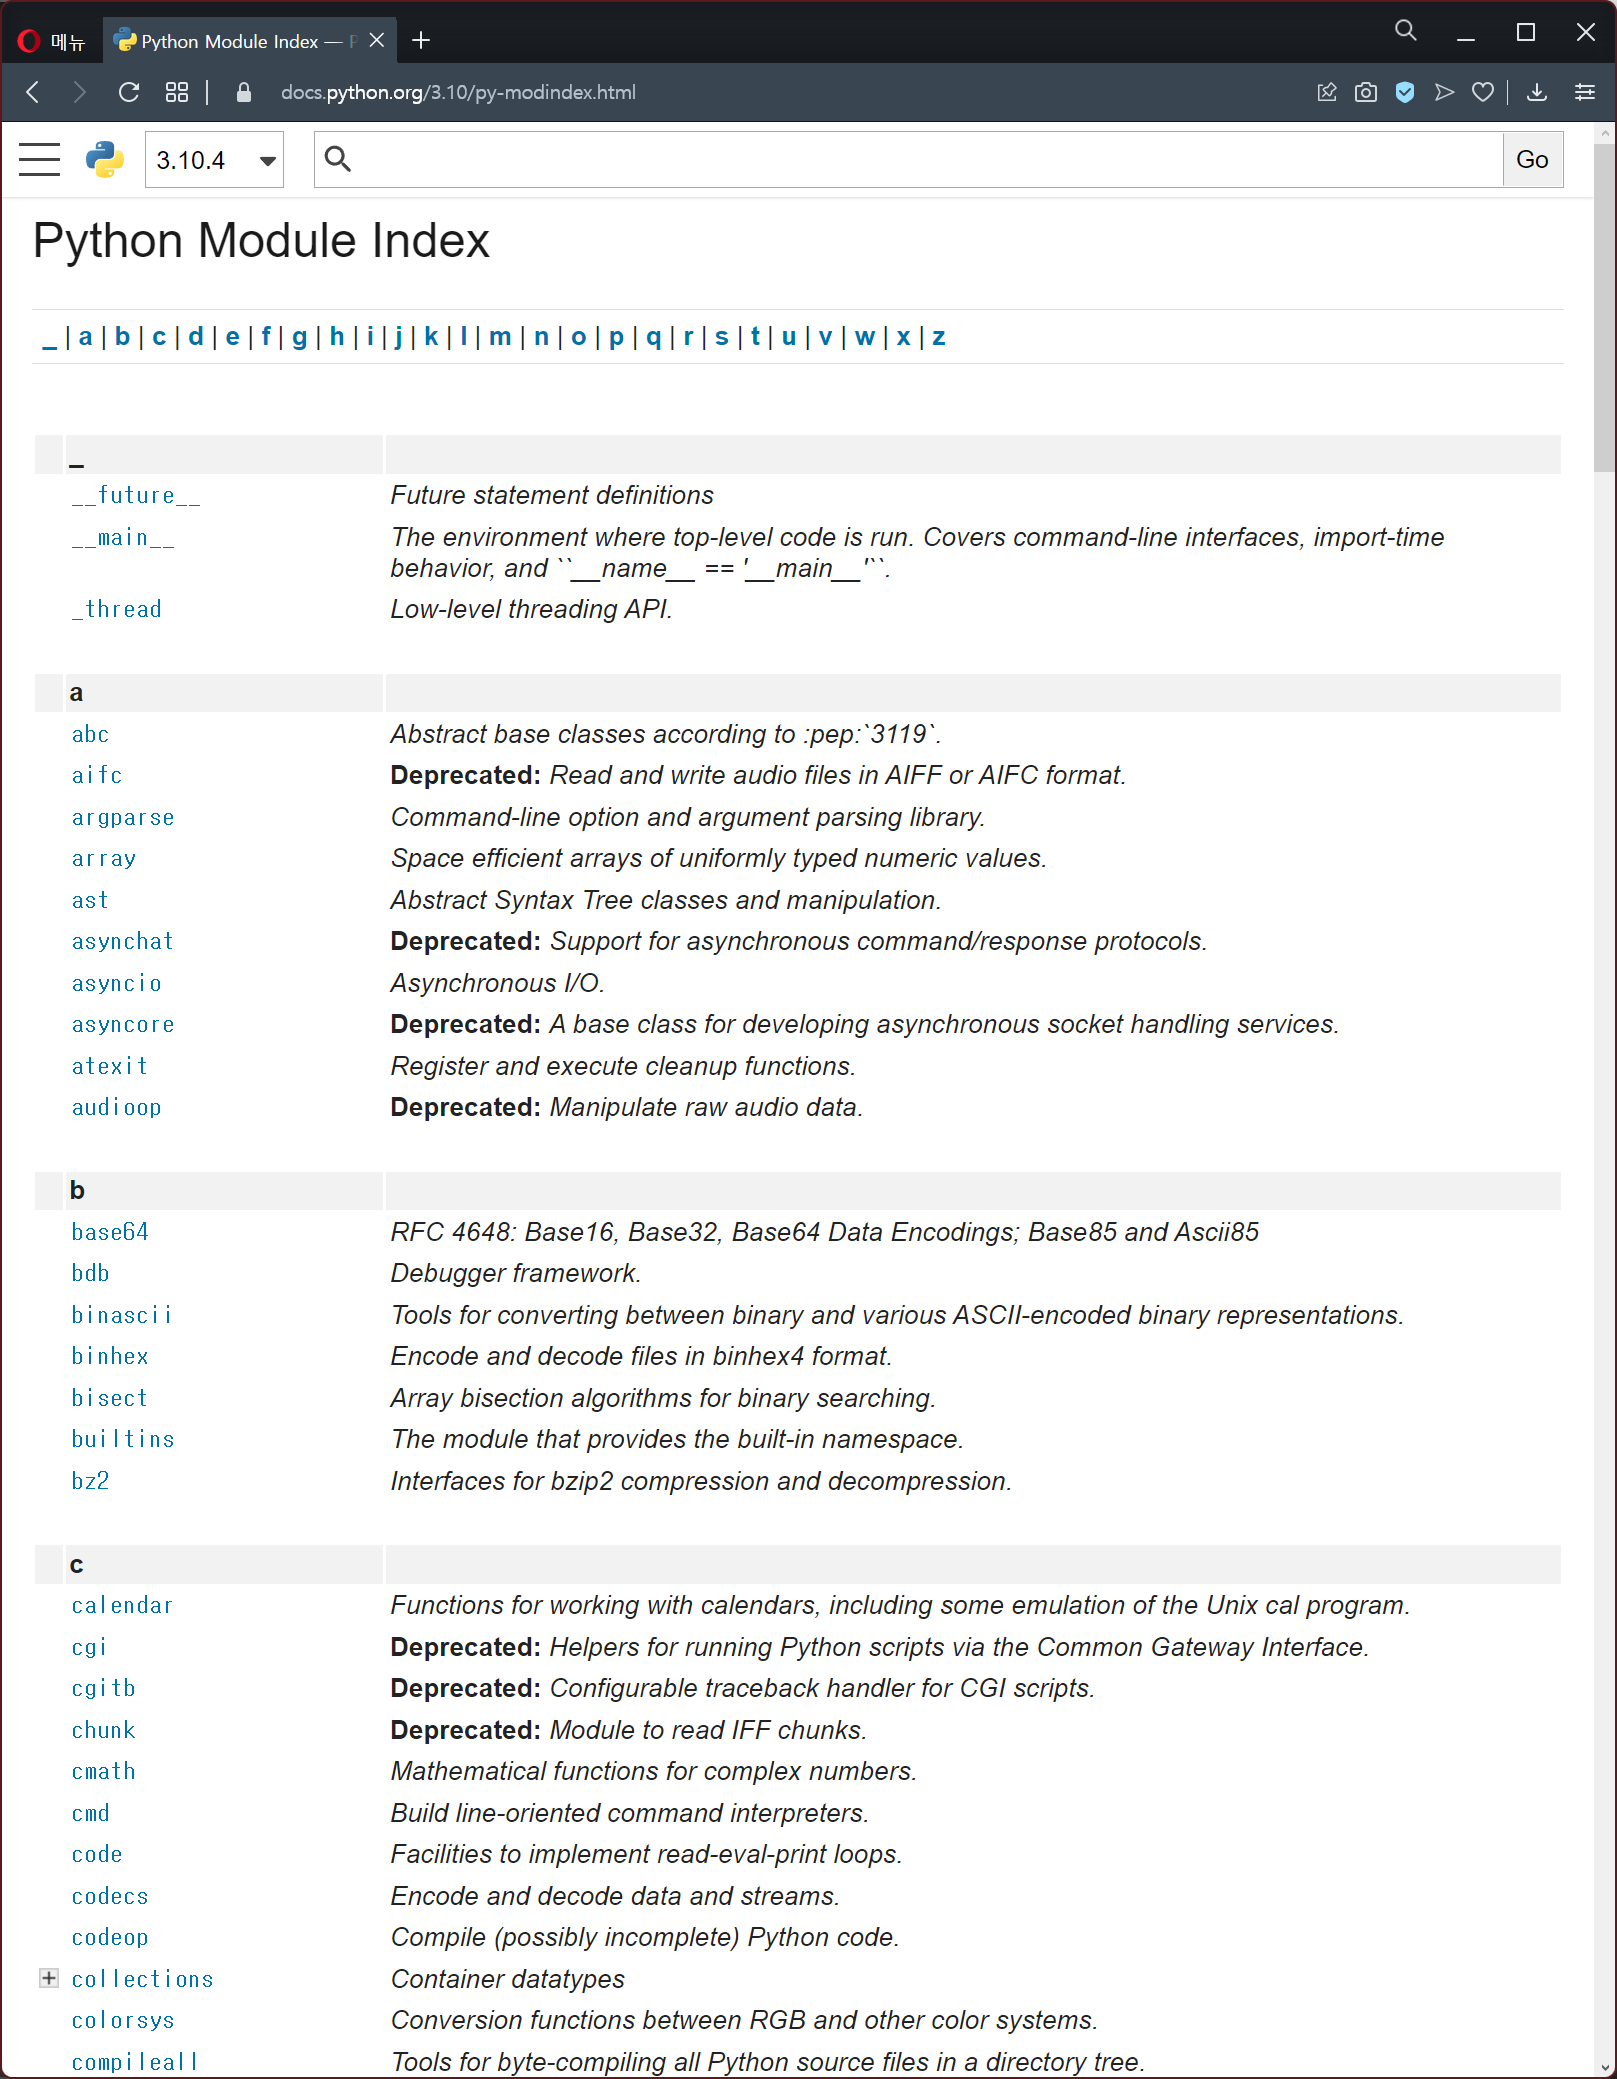 메뉴 Python Module Index — P
docs.python.org/3.10/py-modindex.html
3.10.4 Go
Python Module Index
_ | a | b | c | d | e | f | g | h | i | j | k | l | m | n | o | p | q | r | s | t | u | v | w | x | z
_
__future__ Future statement definitions
__main__ The environment where top-level code is run. Covers command-line interfaces, import-time
behavior, and ``__name__ == '__main__'``.
_thread Low-level threading API.
a
abc Abstract base classes according to :pep:`3119`.
aifc Deprecated: Read and write audio files in AIFF or AIFC format.
argparse Command-line option and argument parsing library.
array Space efficient arrays of uniformly typed numeric values.
ast Abstract Syntax Tree classes and manipulation.
asynchat Deprecated: Support for asynchronous command/response protocols.
asyncio Asynchronous I/O.
asyncore Deprecated: A base class for developing asynchronous socket handling services.
atexit Register and execute cleanup functions.
audioop Deprecated: Manipulate raw audio data.
b
base64 RFC 4648: Base16, Base32, Base64 Data Encodings; Base85 and Ascii85
bdb Debugger framework.
binascii Tools for converting between binary and various ASCII-encoded binary representations.
binhex Encode and decode files in binhex4 format.
bisect Array bisection algorithms for binary searching.
builtins The module that provides the built-in namespace.
bz2 Interfaces for bzip2 compression and decompression.
c
calendar Functions for working with calendars, including some emulation of the Unix cal program.
cgi Deprecated: Helpers for running Python scripts via the Common Gateway Interface.
cgitb Deprecated: Configurable traceback handler for CGI scripts.
chunk Deprecated: Module to read IFF chunks.
cmath Mathematical functions for complex numbers.
cmd Build line-oriented command interpreters.
code Facilities to implement read-eval-print loops.
codecs Encode and decode data and streams.
codeop Compile (possibly incomplete) Python code.
collections Container datatypes
colorsys Conversion functions between RGB and other color systems.
compileall Tools for byte-compiling all Python source files in a directory tree.